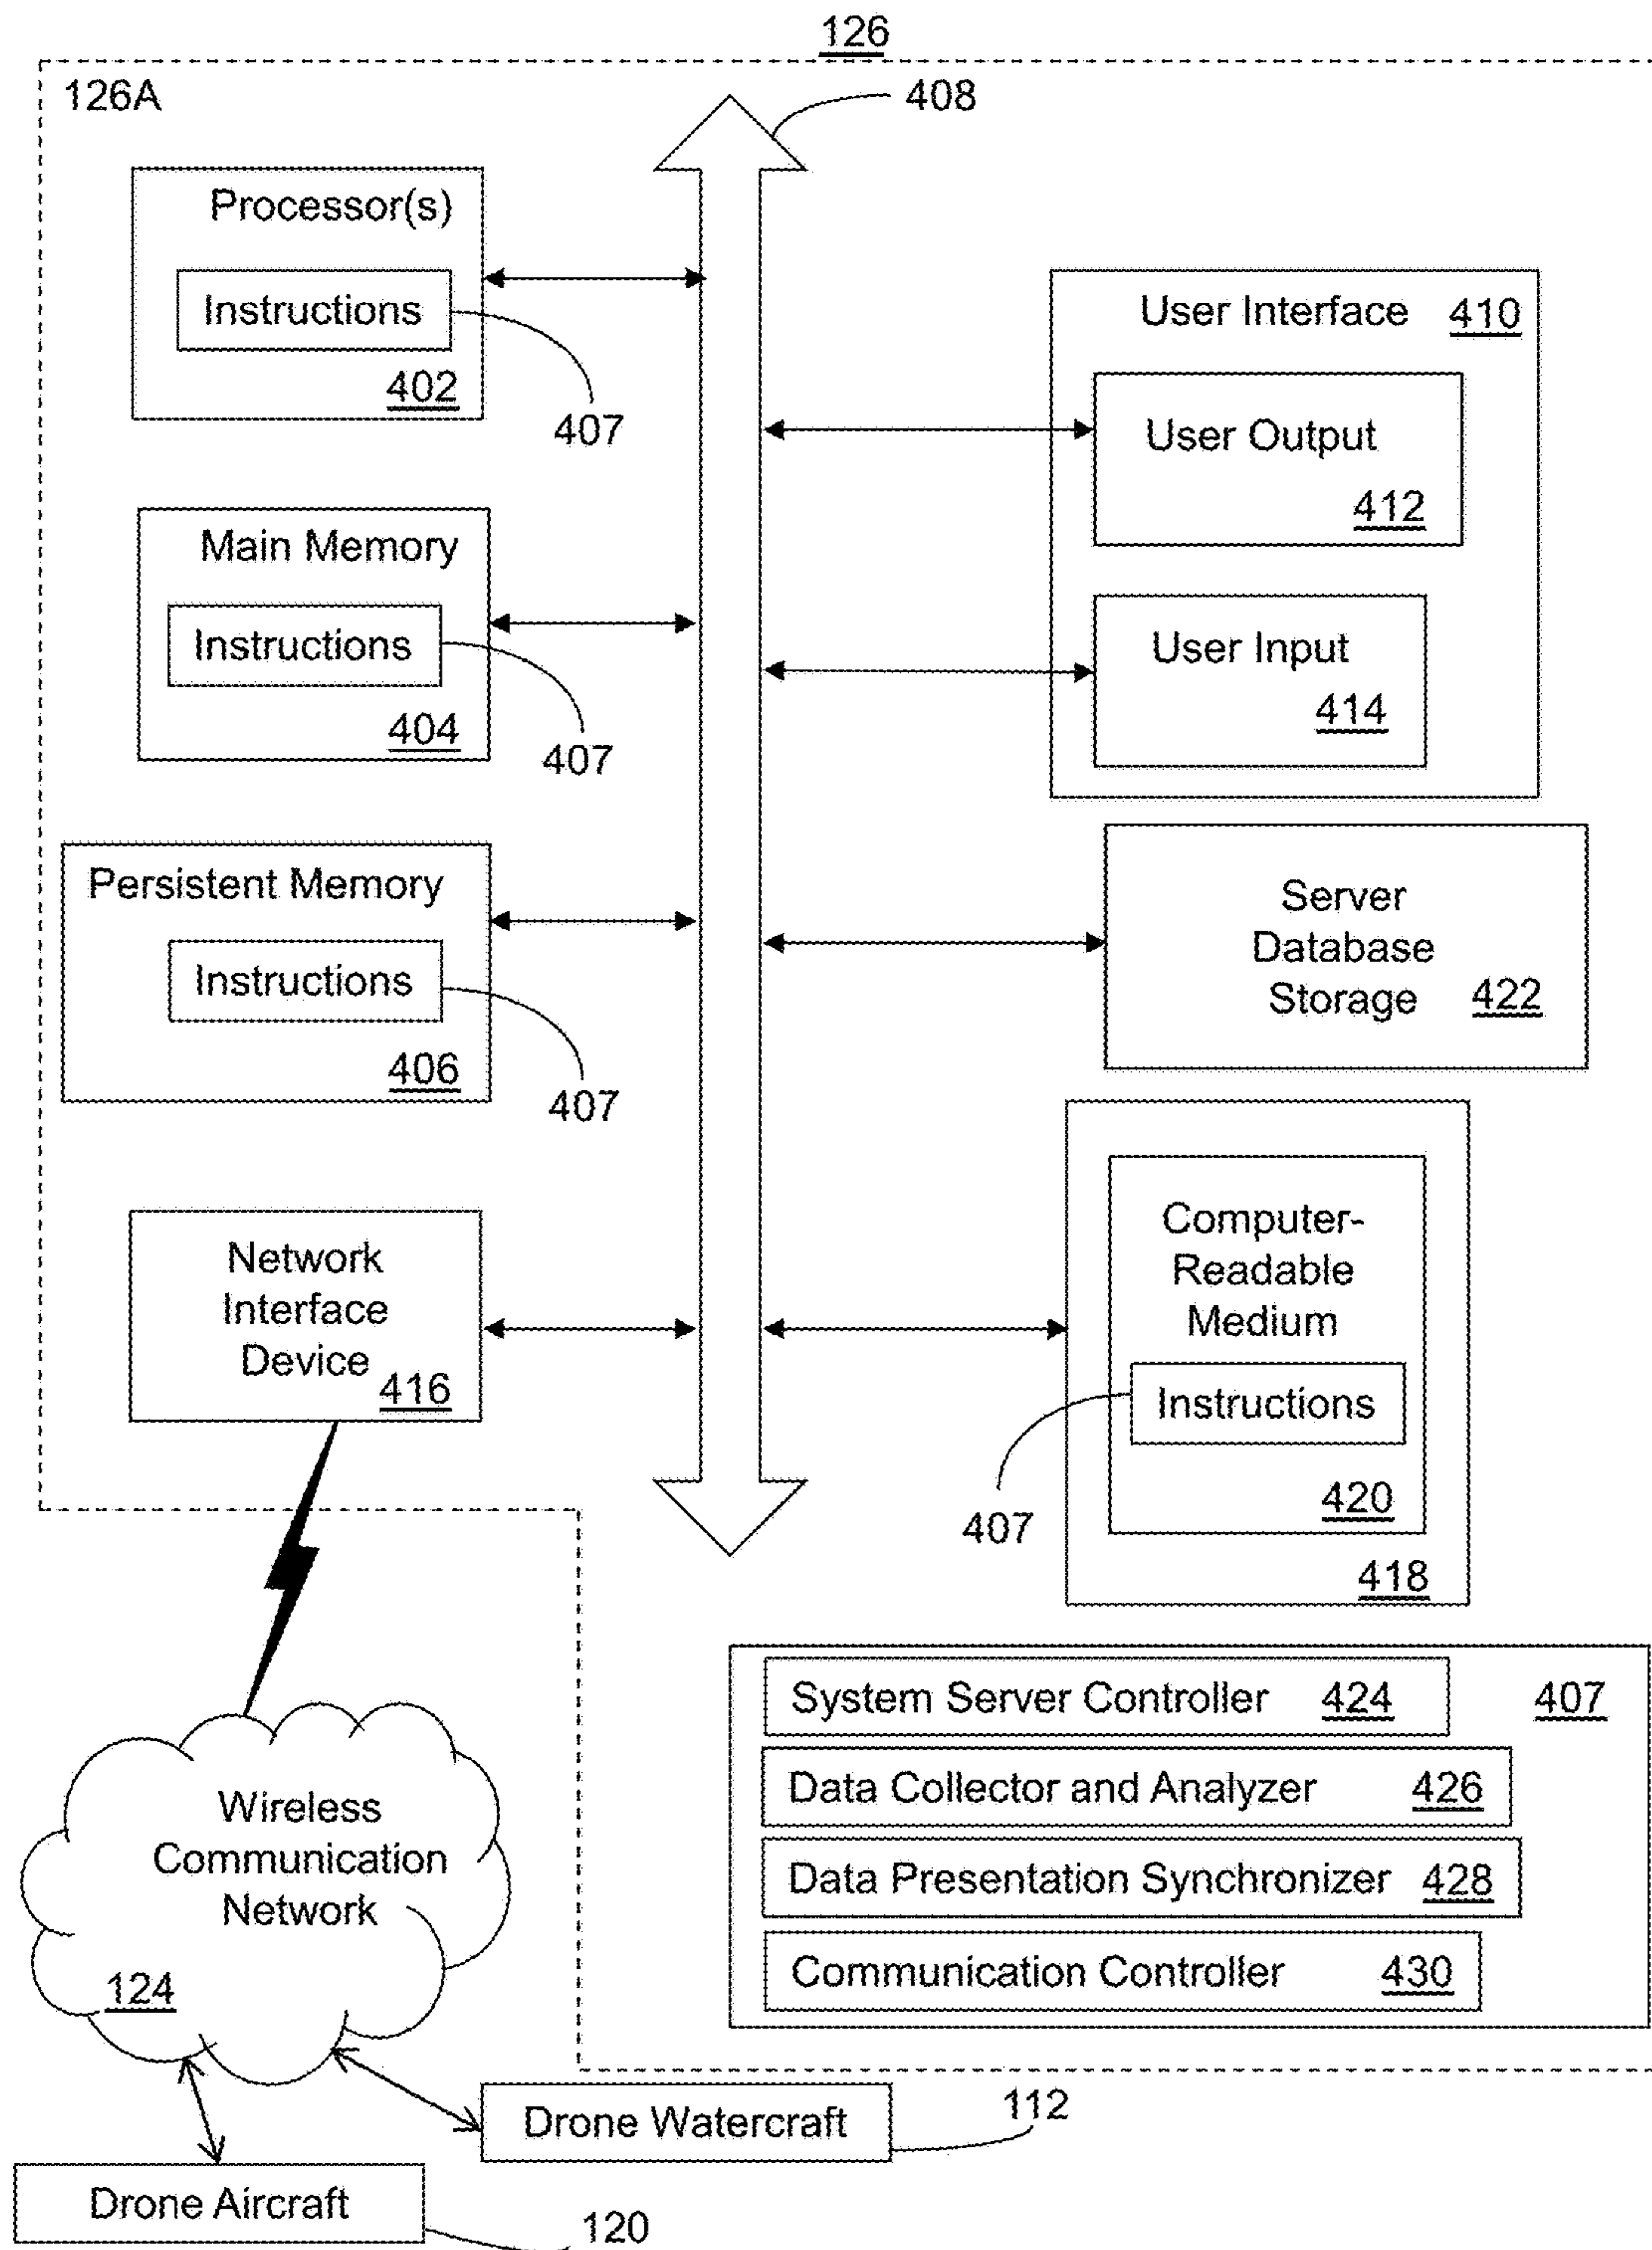 126
126A
408
Processor(s)
Instructions
402
407
User Interface 410
User Output
412
Main Memory
Instructions
404
407
User Input
414
Persistent Memory
Instructions
406
407
Server
Database
Storage 422
Network
Interface
Device
416
Computer-
Readable
Medium
Instructions
407
420
418
System Server Controller 424
407
Data Collector and Analyzer 426
Data Presentation Synchronizer 428
Communication Controller 430
Wireless
Communication
Network
124
Drone Watercraft
112
Drone Aircraft
120